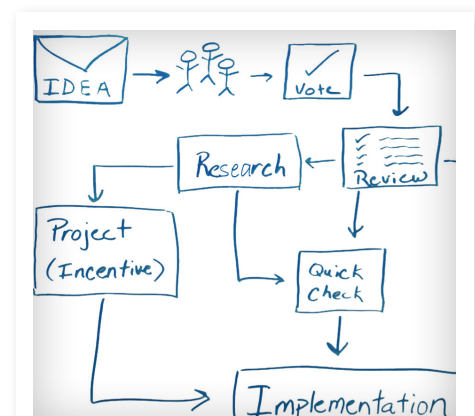 IDEA
Vote
Research
Review
Project
(Incentive)
Quick
Check
Implementation